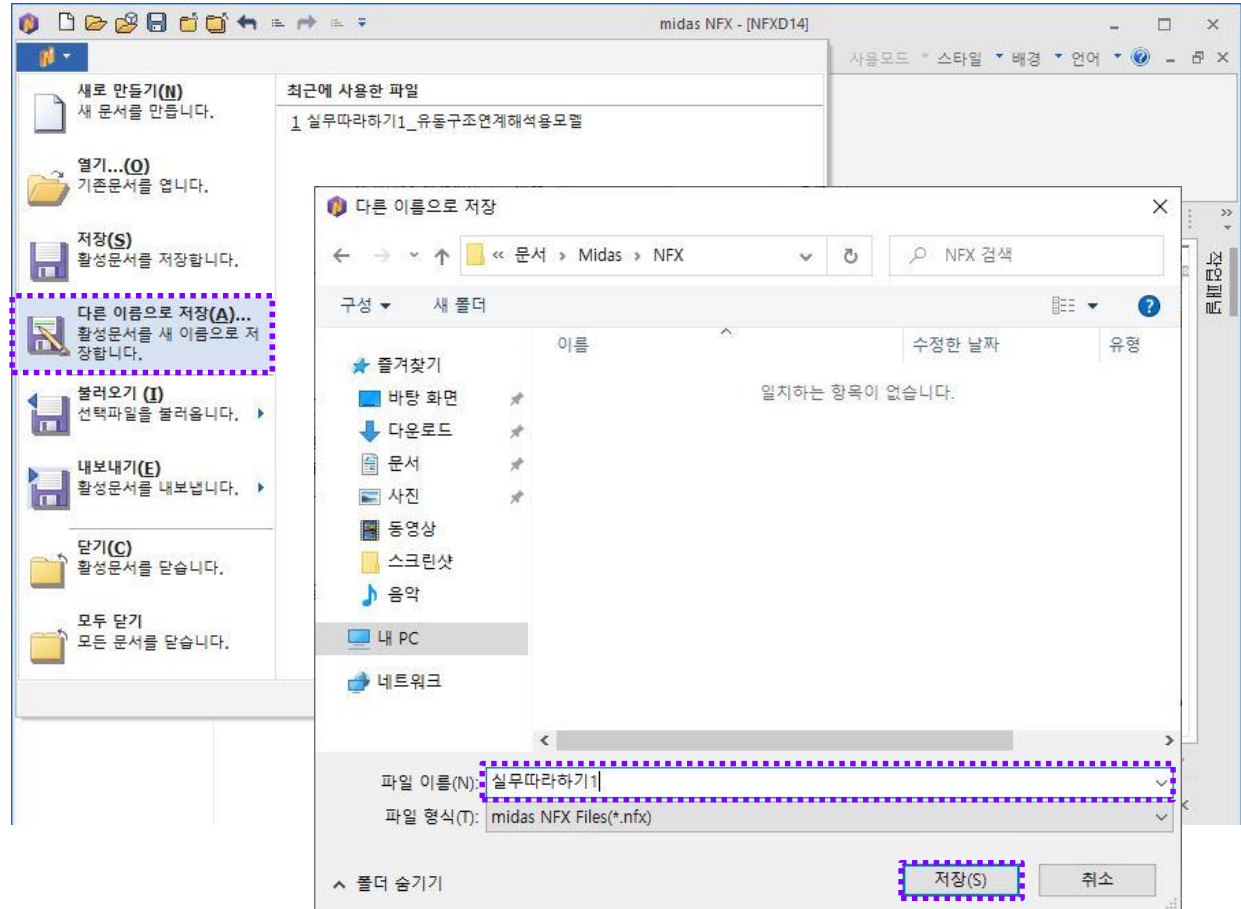 midas NFX - [NFXD14]
사용모드 스타일 배경 언어
새로 만들기(N)
새 문서를 만듭니다.
열기...(O)
기존문서를 엽니다.
저장(S)
활성문서를 저장합니다.
다른 이름으로 저장(A)...
활성문서를 새 이름으로 저
장합니다.
불러오기 (I)
선택파일을 불러옵니다.
내보내기(E)
활성문서를 내보냅니다.
닫기(C)
활성문서를 닫습니다.
모두 닫기
모든 문서를 닫습니다.
최근에 사용한 파일
1 실무따라하기1_유동구조연계해석용모델
작업패널
다른 이름으로 저장
« 문서 › Midas › NFX
NFX 검색
구성 새 폴더
이름 수정한 날짜 유형
일치하는 항목이 없습니다.
즐겨찾기
바탕 화면
다운로드
문서
사진
동영상
스크린샷
음악
내 PC
네트워크
파일 이름(N): 실무따라하기1
파일 형식(T): midas NFX Files(*.nfx)
폴더 숨기기
저장(S) 취소